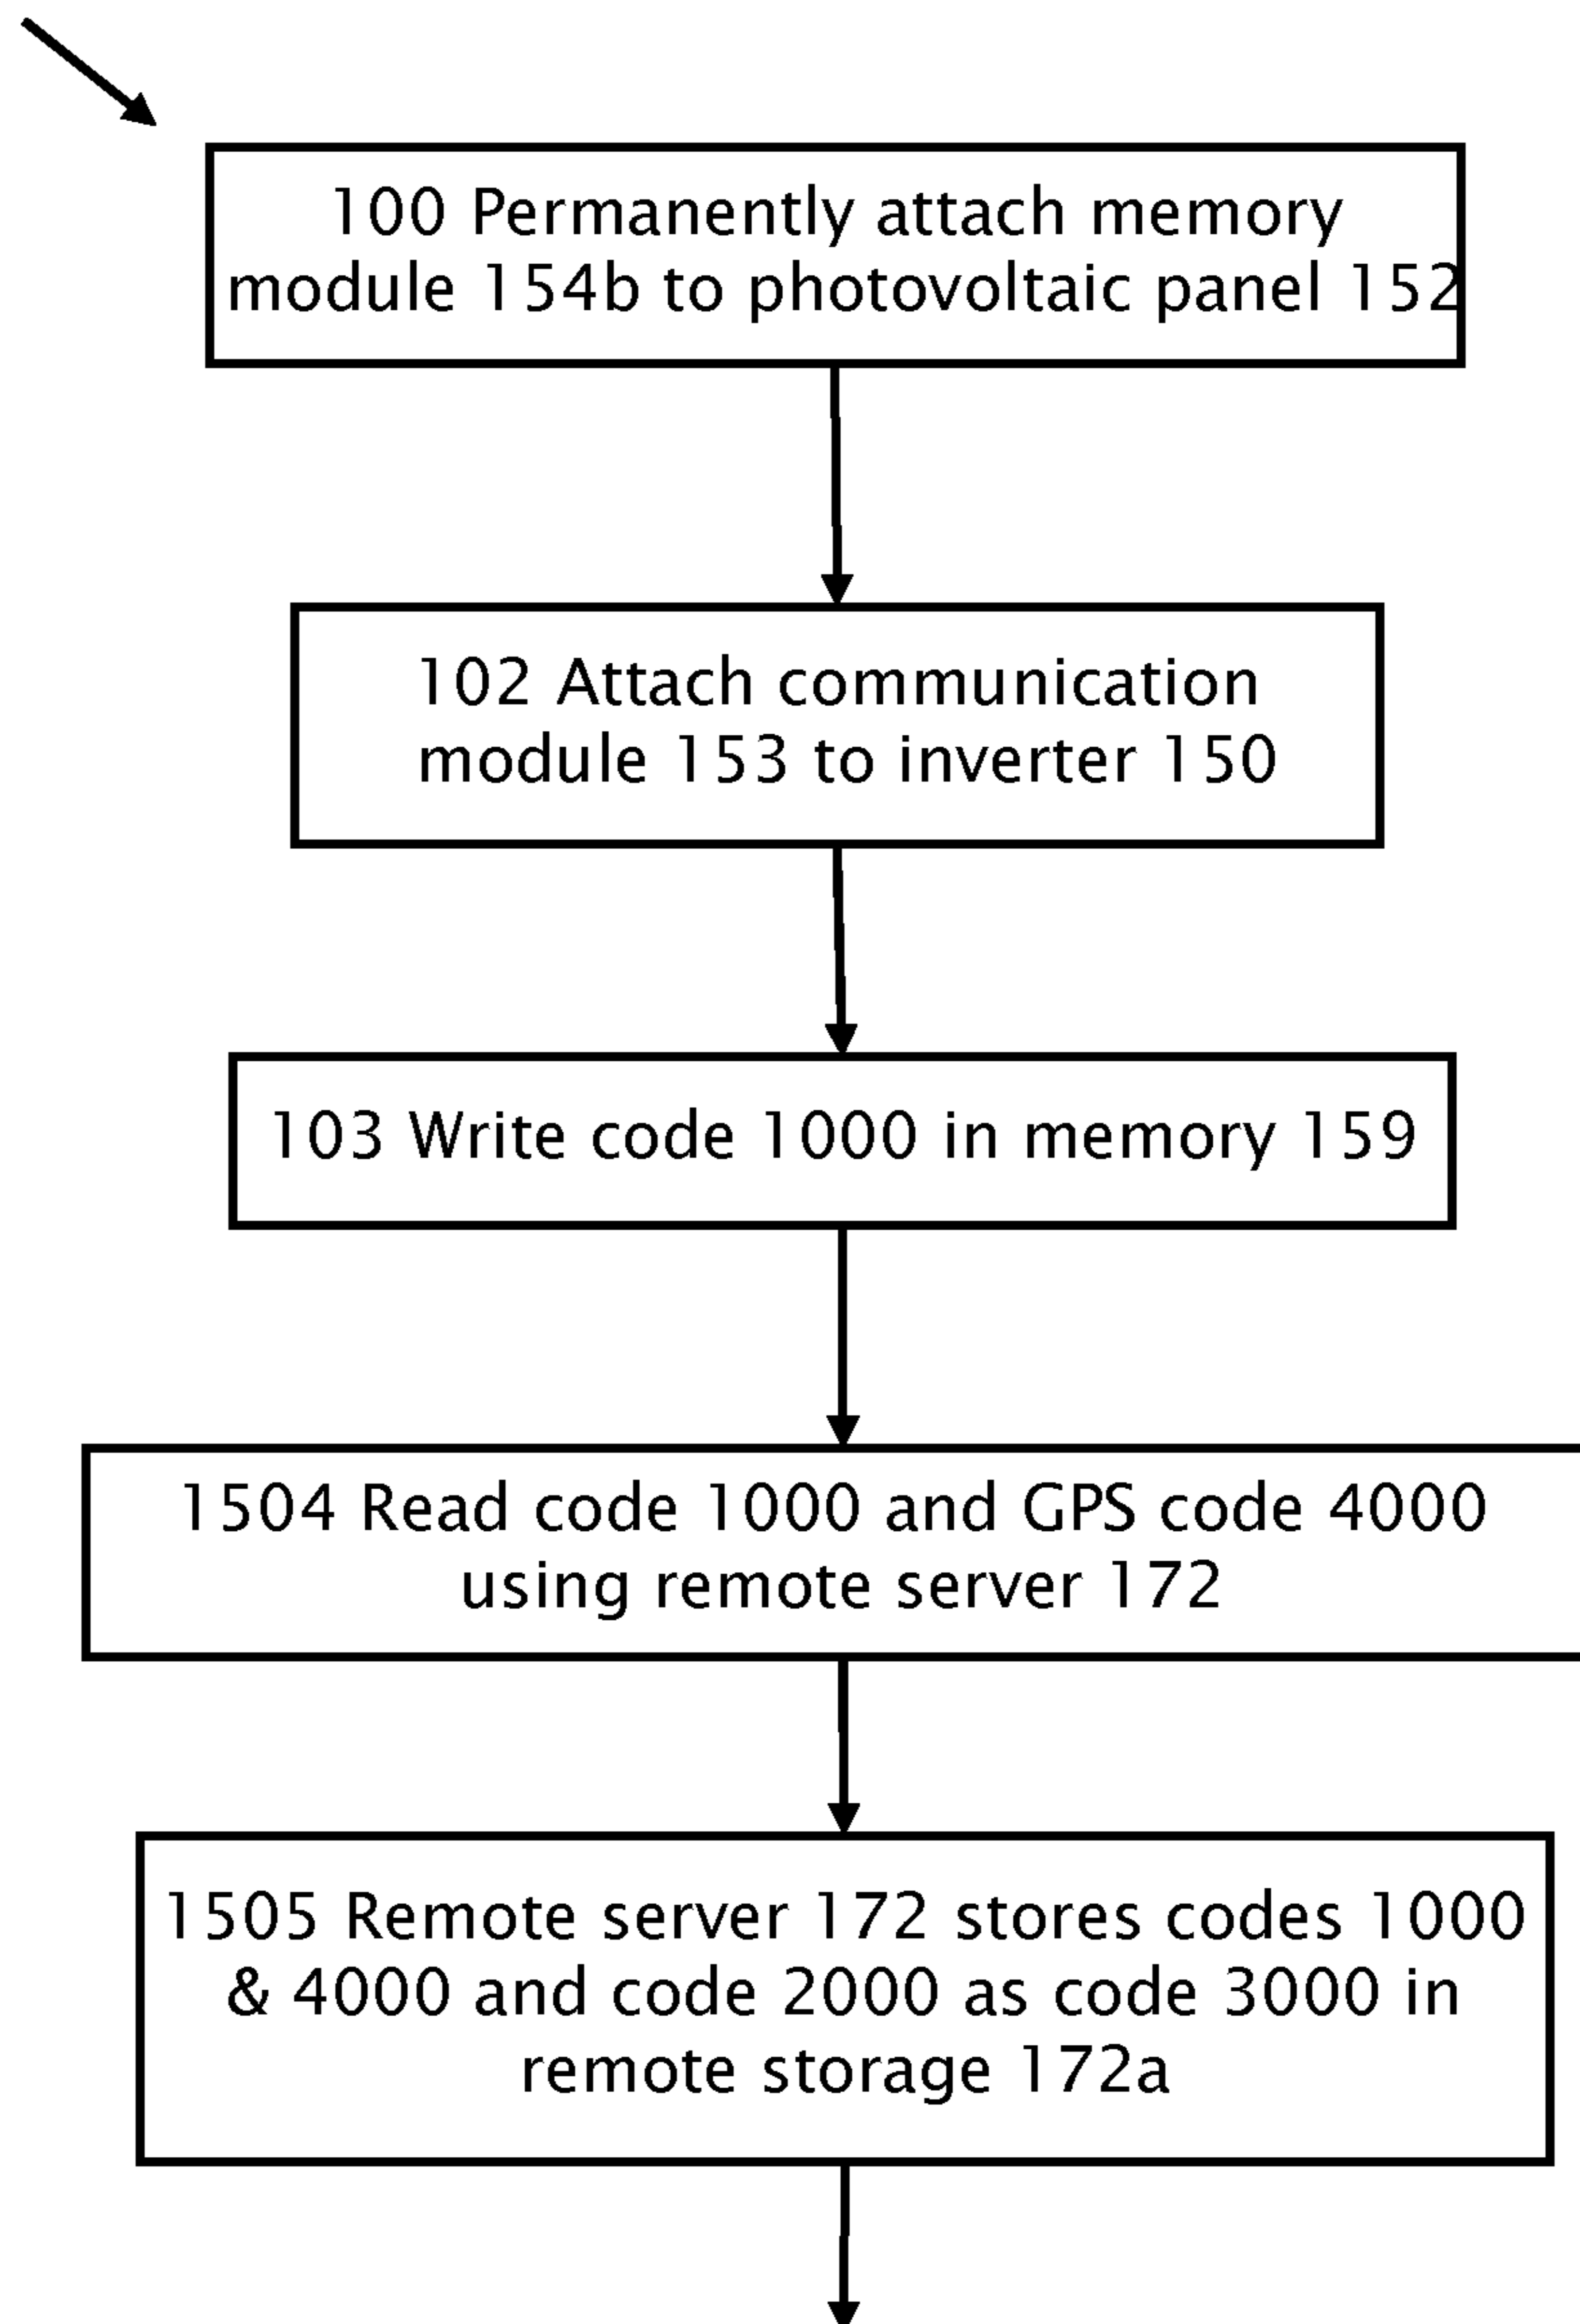 100 Permanently attach memory
module 154b to photovoltaic panel 152
102 Attach communication
module 153 to inverter 150
103 Write code 1000 in memory 159
1504 Read code 1000 and GPS code 4000
using remote server 172
1505 Remote server 172 stores codes 1000
& 4000 and code 2000 as code 3000 in
remote storage 172a